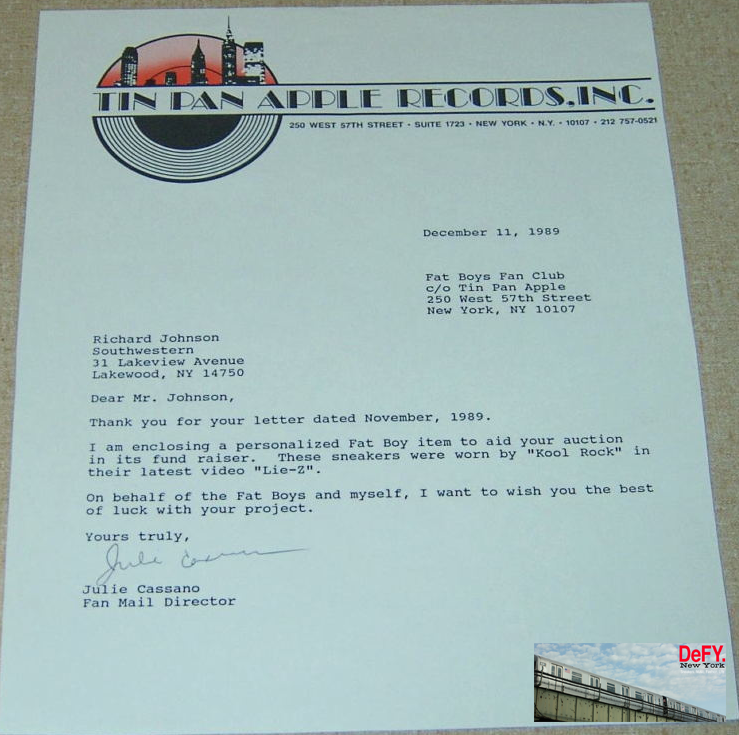 TIN PAN APPLE RECORDS, INC.
250 WEST 57TH STREET • SUITE 1723 • NEW YORK • N.Y. • 10107 • 212 757-0521
December 11, 1989
Fat Boys Fan Club
c/o Tin Pan Apple
250 West 57th Street
New York, NY 10107
Richard Johnson
Southwestern
31 Lakeview Avenue
Lakewood, NY 14750
Dear Mr. Johnson,
Thank you for your letter dated November, 1989.
I am enclosing a personalized Fat Boy item to aid your auction
in its fund raiser.  These sneakers were worn by "Kool Rock" in
their latest video "Lie-Z".
On behalf of the Fat Boys and myself, I want to wish you the best
of luck with your project.
Yours truly,
Julie Cassano
Julie Cassano
Fan Mail Director
DeFY.
New York